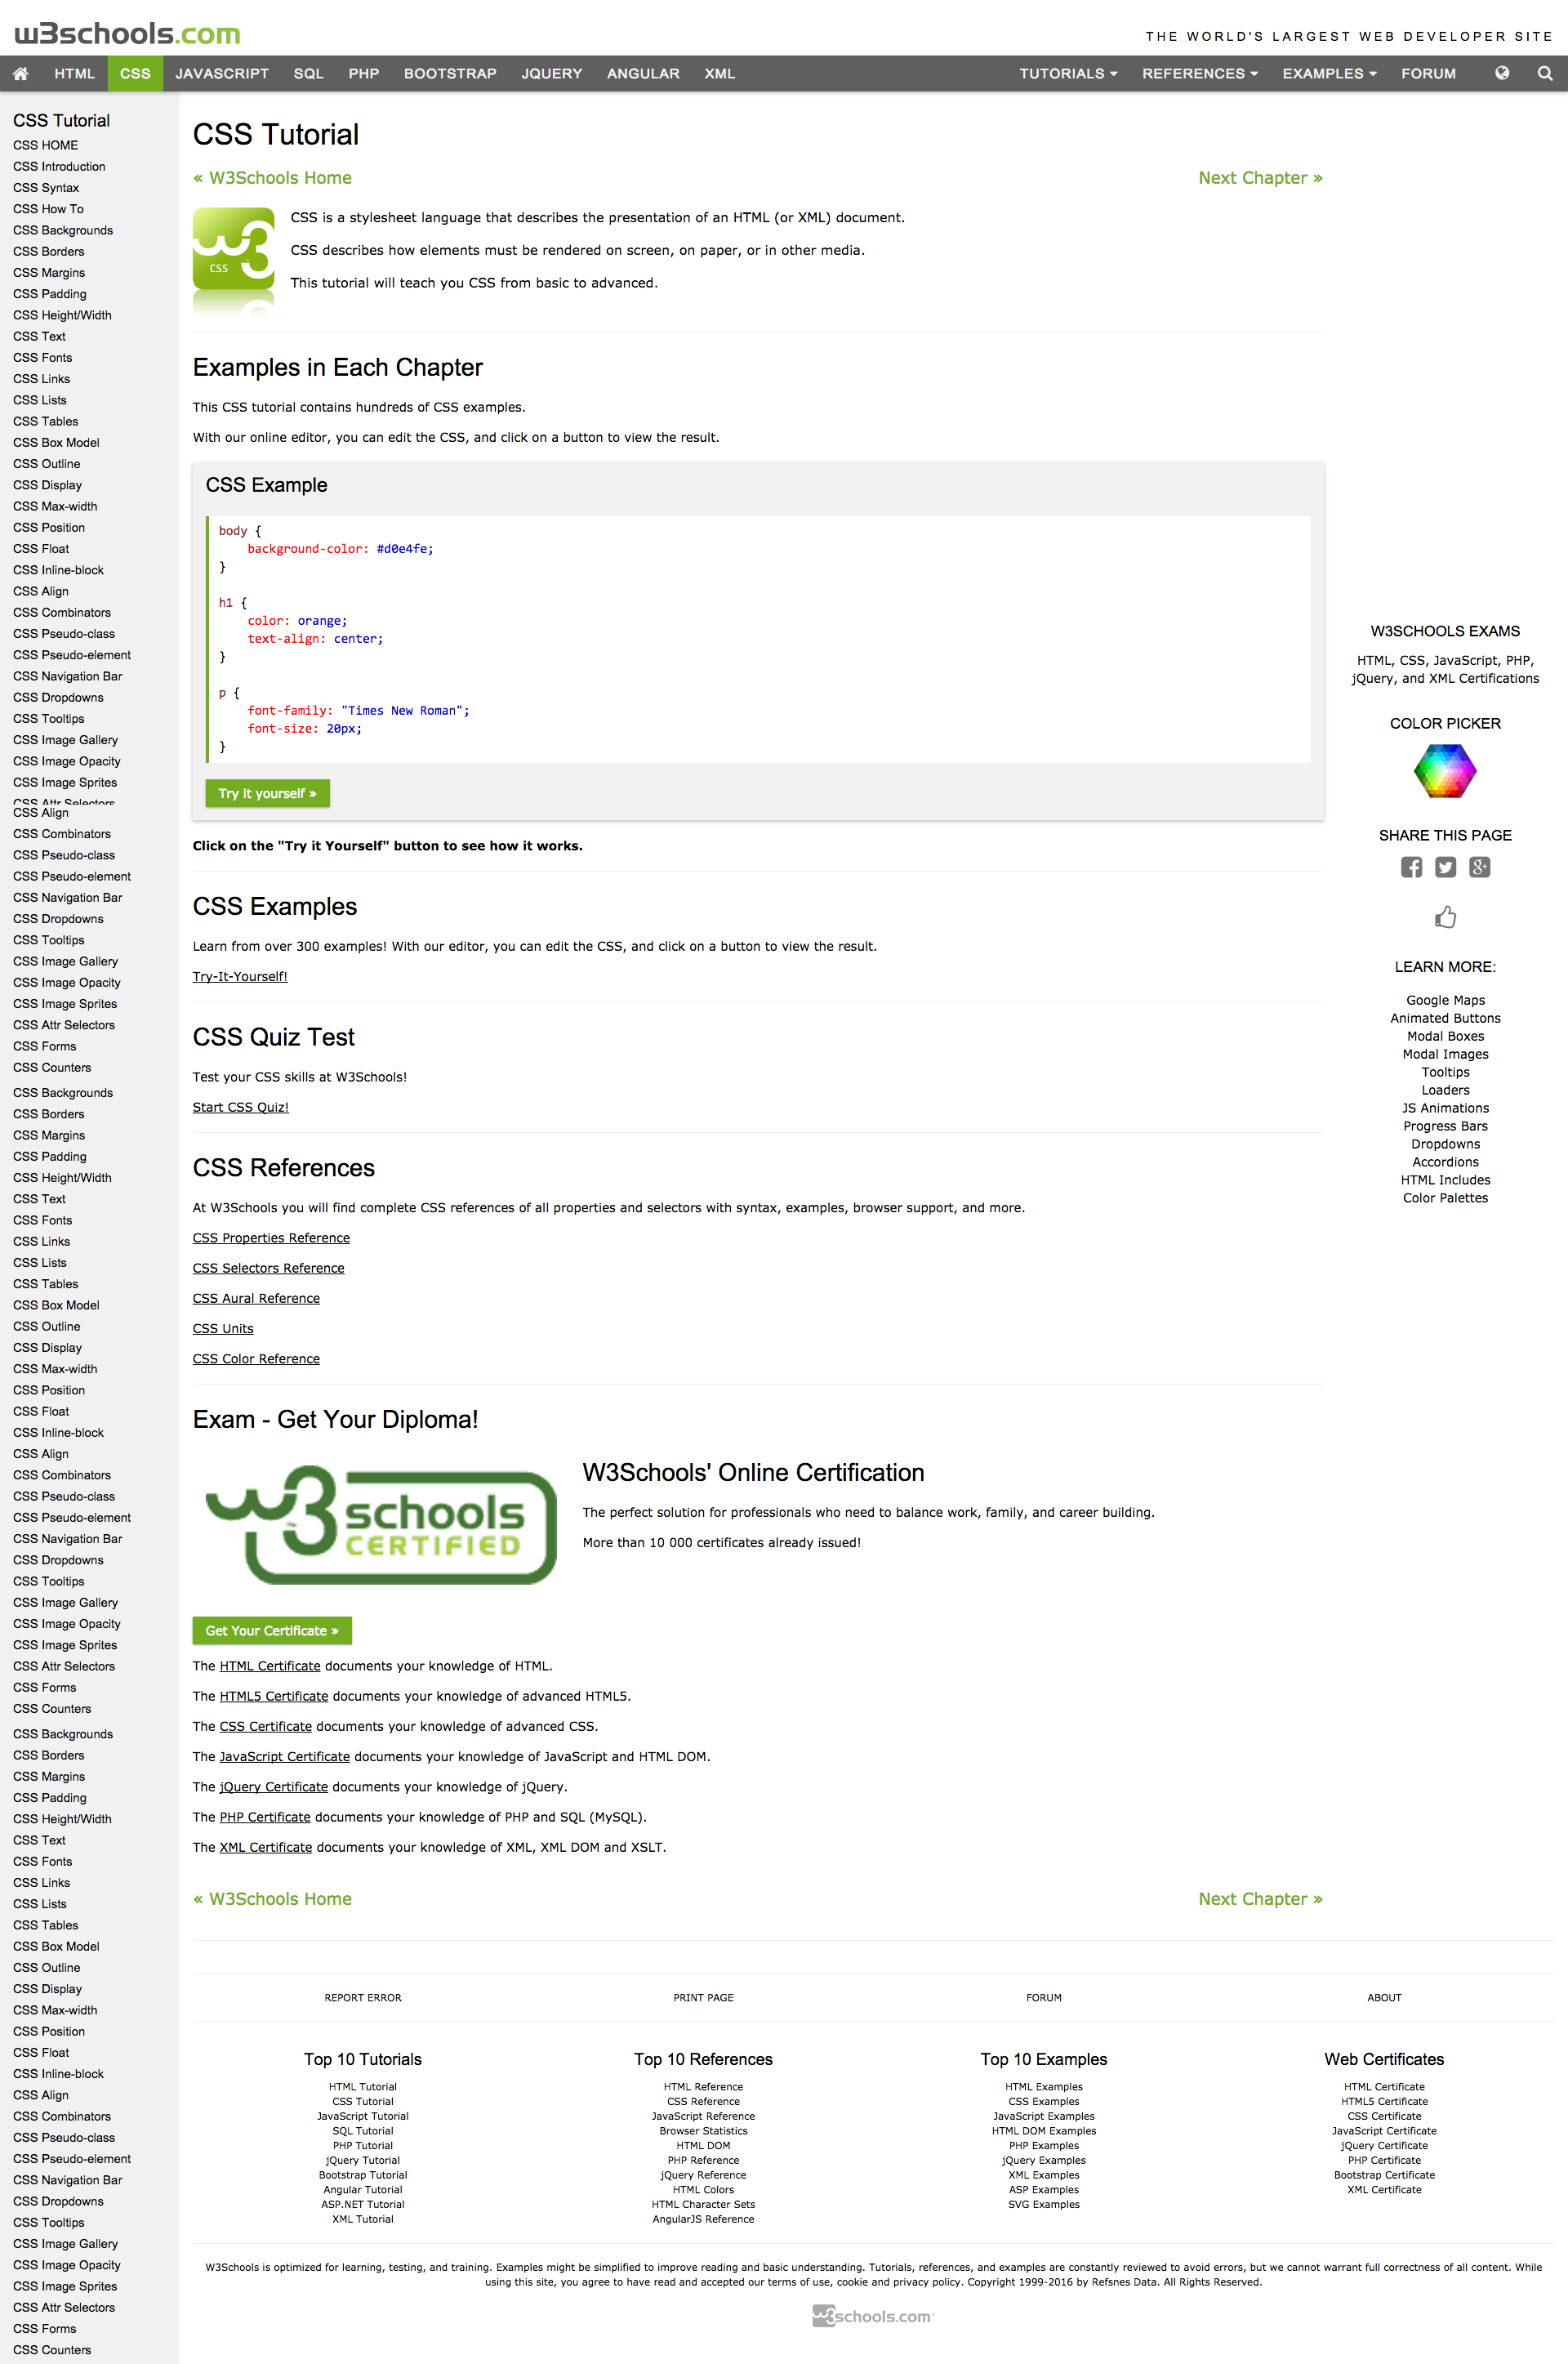 w3schools.com
THE WORLD'S LARGEST WEB DEVELOPER SITE
HTML CSS JAVASCRIPT SQL PHP BOOTSTRAP JQUERY ANGULAR XML TUTORIALS REFERENCES EXAMPLES FORUM
CSS Tutorial
CSS HOME
CSS Introduction
CSS Syntax
CSS How To
CSS Backgrounds
CSS Borders
CSS Margins
CSS Padding
CSS Height/Width
CSS Text
CSS Fonts
CSS Links
CSS Lists
CSS Tables
CSS Box Model
CSS Outline
CSS Display
CSS Max-width
CSS Position
CSS Float
CSS Inline-block
CSS Align
CSS Combinators
CSS Pseudo-class
CSS Pseudo-element
CSS Navigation Bar
CSS Dropdowns
CSS Tooltips
CSS Image Gallery
CSS Image Opacity
CSS Image Sprites
CSS Attr Selectors
CSS Align
CSS Combinators
CSS Pseudo-class
CSS Pseudo-element
CSS Navigation Bar
CSS Dropdowns
CSS Tooltips
CSS Image Gallery
CSS Image Opacity
CSS Image Sprites
CSS Attr Selectors
CSS Forms
CSS Counters
CSS Backgrounds
CSS Borders
CSS Margins
CSS Padding
CSS Height/Width
CSS Text
CSS Fonts
CSS Links
CSS Lists
CSS Tables
CSS Box Model
CSS Outline
CSS Display
CSS Max-width
CSS Position
CSS Float
CSS Inline-block
CSS Align
CSS Combinators
CSS Pseudo-class
CSS Pseudo-element
CSS Navigation Bar
CSS Dropdowns
CSS Tooltips
CSS Image Gallery
CSS Image Opacity
CSS Image Sprites
CSS Attr Selectors
CSS Forms
CSS Counters
CSS Backgrounds
CSS Borders
CSS Margins
CSS Padding
CSS Height/Width
CSS Text
CSS Fonts
CSS Links
CSS Lists
CSS Tables
CSS Box Model
CSS Outline
CSS Display
CSS Max-width
CSS Position
CSS Float
CSS Inline-block
CSS Align
CSS Combinators
CSS Pseudo-class
CSS Pseudo-element
CSS Navigation Bar
CSS Dropdowns
CSS Tooltips
CSS Image Gallery
CSS Image Opacity
CSS Image Sprites
CSS Attr Selectors
CSS Forms
CSS Counters
CSS Tutorial
« W3Schools Home Next Chapter »
w3
CSS
CSS is a stylesheet language that describes the presentation of an HTML (or XML) document.
CSS describes how elements must be rendered on screen, on paper, or in other media.
This tutorial will teach you CSS from basic to advanced.
Examples in Each Chapter
This CSS tutorial contains hundreds of CSS examples.
With our online editor, you can edit the CSS, and click on a button to view the result.
CSS Example
body {
    background-color: #d0e4fe;
}
h1 {
    color: orange;
    text-align: center;
}
p {
    font-family: "Times New Roman";
    font-size: 20px;
}
Try it yourself »
Click on the "Try it Yourself" button to see how it works.
CSS Examples
Learn from over 300 examples! With our editor, you can edit the CSS, and click on a button to view the result.
Try-It-Yourself!
CSS Quiz Test
Test your CSS skills at W3Schools!
Start CSS Quiz!
CSS References
At W3Schools you will find complete CSS references of all properties and selectors with syntax, examples, browser support, and more.
CSS Properties Reference
CSS Selectors Reference
CSS Aural Reference
CSS Units
CSS Color Reference
Exam - Get Your Diploma!
w3schools
CERTIFIED
W3Schools' Online Certification
The perfect solution for professionals who need to balance work, family, and career building.
More than 10 000 certificates already issued!
Get Your Certificate »
The HTML Certificate documents your knowledge of HTML.
The HTML5 Certificate documents your knowledge of advanced HTML5.
The CSS Certificate documents your knowledge of advanced CSS.
The JavaScript Certificate documents your knowledge of JavaScript and HTML DOM.
The jQuery Certificate documents your knowledge of jQuery.
The PHP Certificate documents your knowledge of PHP and SQL (MySQL).
The XML Certificate documents your knowledge of XML, XML DOM and XSLT.
« W3Schools Home Next Chapter »
W3SCHOOLS EXAMS
HTML, CSS, JavaScript, PHP,
jQuery, and XML Certifications
COLOR PICKER
SHARE THIS PAGE
LEARN MORE:
Google Maps
Animated Buttons
Modal Boxes
Modal Images
Tooltips
Loaders
JS Animations
Progress Bars
Dropdowns
Accordions
HTML Includes
Color Palettes
REPORT ERROR PRINT PAGE FORUM ABOUT
Top 10 Tutorials
HTML Tutorial
CSS Tutorial
JavaScript Tutorial
SQL Tutorial
PHP Tutorial
jQuery Tutorial
Bootstrap Tutorial
Angular Tutorial
ASP.NET Tutorial
XML Tutorial
Top 10 References
HTML Reference
CSS Reference
JavaScript Reference
Browser Statistics
HTML DOM
PHP Reference
jQuery Reference
HTML Colors
HTML Character Sets
AngularJS Reference
Top 10 Examples
HTML Examples
CSS Examples
JavaScript Examples
HTML DOM Examples
PHP Examples
jQuery Examples
XML Examples
ASP Examples
SVG Examples
Web Certificates
HTML Certificate
HTML5 Certificate
CSS Certificate
JavaScript Certificate
jQuery Certificate
PHP Certificate
Bootstrap Certificate
XML Certificate
W3Schools is optimized for learning, testing, and training. Examples might be simplified to improve reading and basic understanding. Tutorials, references, and examples are constantly reviewed to avoid errors, but we cannot warrant full correctness of all content. While
using this site, you agree to have read and accepted our terms of use, cookie and privacy policy. Copyright 1999-2016 by Refsnes Data. All Rights Reserved.
w3schools.com